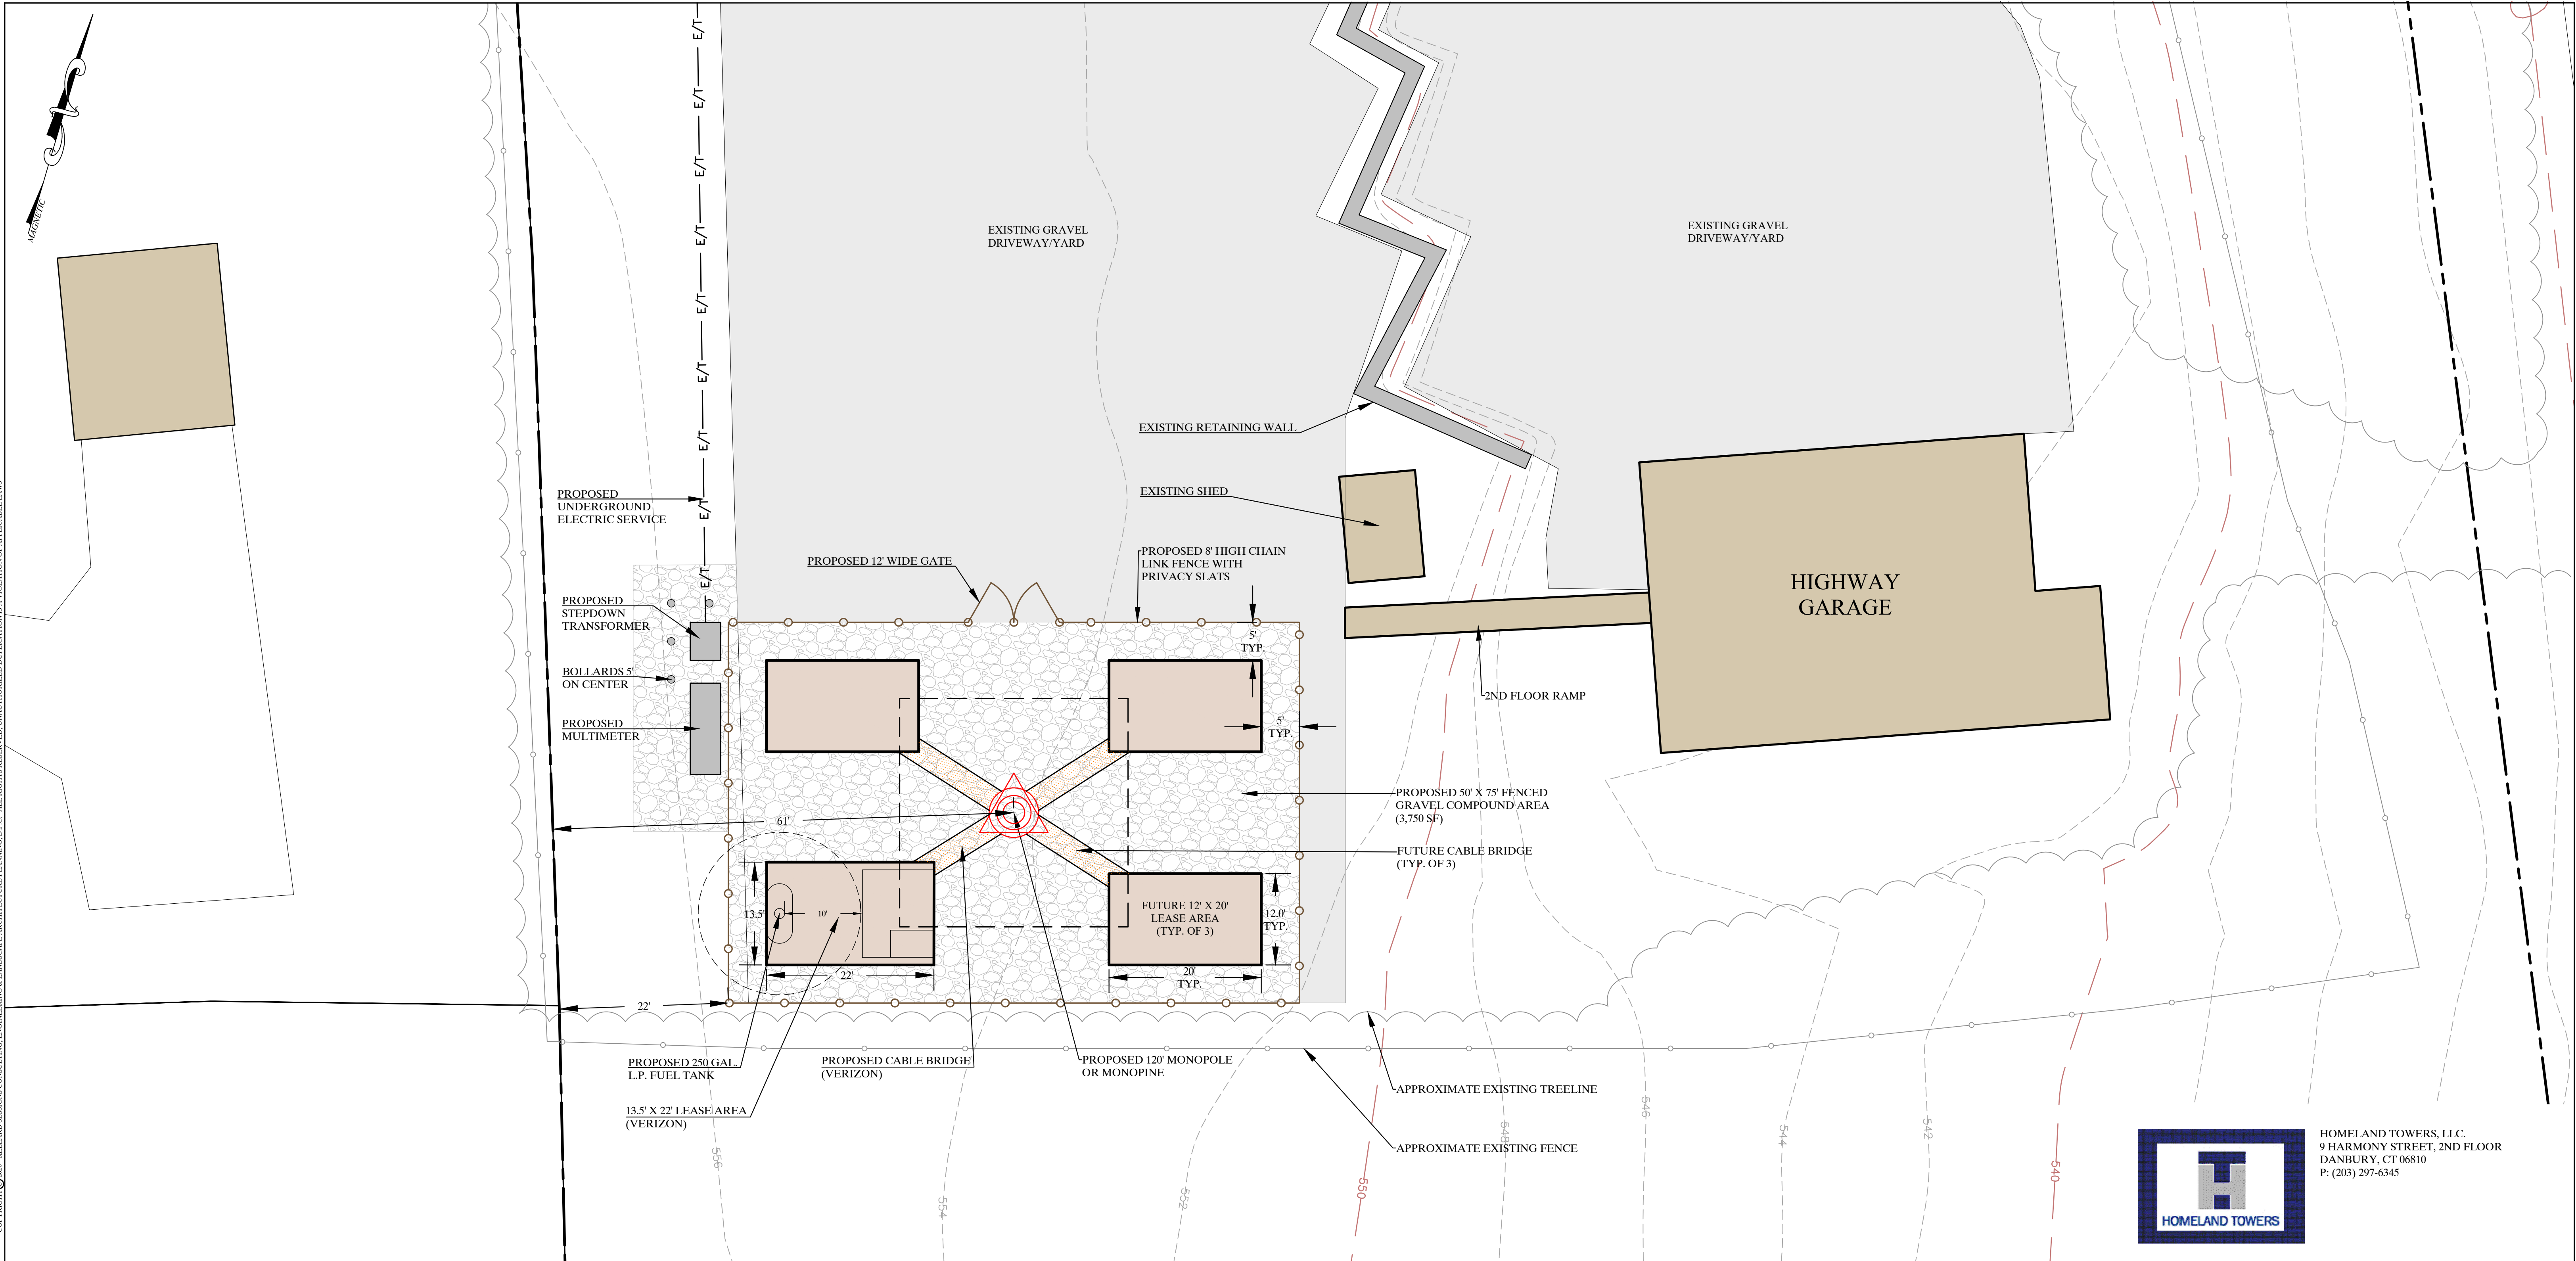 MAGNETIC
E/T
E/T
E/T
E/T
E/T
E/T
E/T
E/T
E/T
EXISTING GRAVEL
DRIVEWAY/YARD
EXISTING GRAVEL
DRIVEWAY/YARD
EXISTING RETAINING WALL
EXISTING SHED
PROPOSED
UNDERGROUND
ELECTRIC SERVICE
PROPOSED 12' WIDE GATE
PROPOSED 8' HIGH CHAIN
LINK FENCE WITH
PRIVACY SLATS
PROPOSED
STEPDOWN
TRANSFORMER
BOLLARDS 5'
ON CENTER
PROPOSED
MULTIMETER
HIGHWAY
GARAGE
5'
TYP.
5'
TYP.
2ND FLOOR RAMP
61'
PROPOSED 50' X 75' FENCED
GRAVEL COMPOUND AREA
(3,750 SF)
FUTURE CABLE BRIDGE
(TYP. OF 3)
13.5'
10'
22'
FUTURE 12' X 20'
LEASE AREA
(TYP. OF 3)
12.0'
TYP.
20'
TYP.
22'
PROPOSED 250 GAL.
L.P. FUEL TANK
PROPOSED CABLE BRIDGE
(VERIZON)
PROPOSED 120' MONOPOLE
OR MONOPINE
13.5' X 22' LEASE AREA
(VERIZON)
APPROXIMATE EXISTING TREELINE
APPROXIMATE EXISTING FENCE
556
554
552
550
548
546
544
542
540
HOMELAND TOWERS
HOMELAND TOWERS, LLC.
9 HARMONY STREET, 2ND FLOOR
DANBURY, CT 06810
P: (203) 297-6345